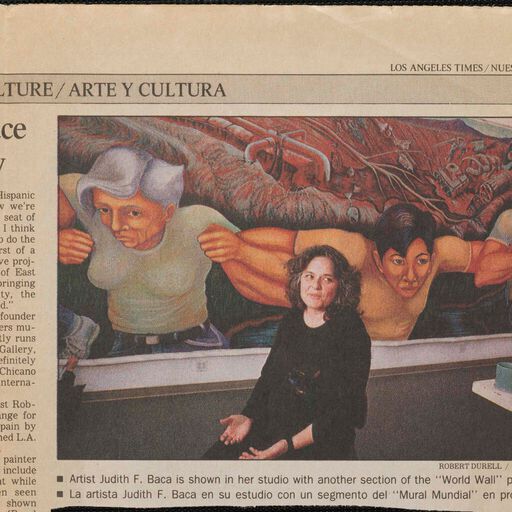 LOS ANGELES TIMES / NUES
LTURE / ARTE Y CULTURA
ce
y
Hispanic
w we're
seat of
I think
o do the
rst of a
ve proj-
of East
bringing
ty, the
d."
founder
ers mu-
tly runs
Gallery,
efinitely
Chicano
nterna-
st Rob-
nge for
pain by
ned L.A.
painter
include
t while
en seen
shown
ROBERT DURELL /
■ Artist Judith F. Baca is shown in her studio with another section of the "World Wall" p
■ La artista Judith F. Baca en su estudio con un segmento del "Mural Mundial" en pro